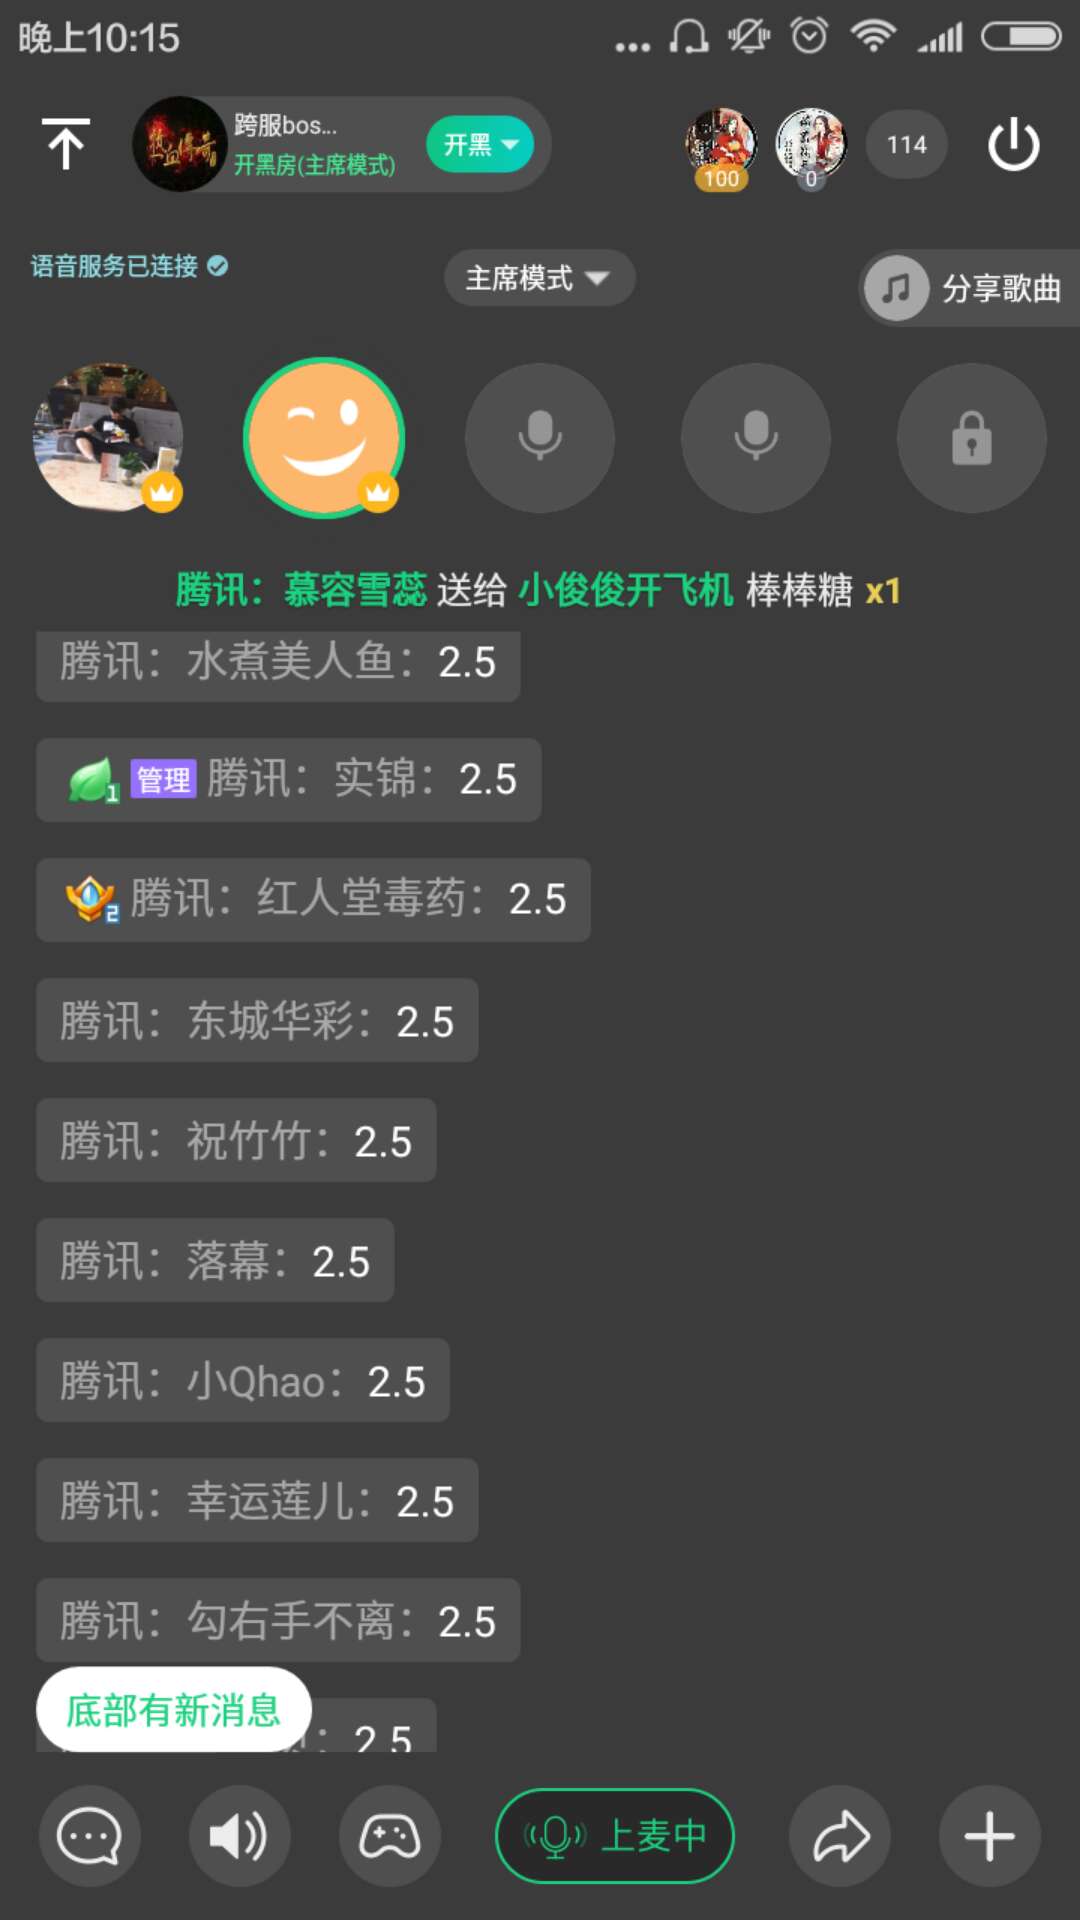 晚上10:15
跨服bos...
开黑房(主席模式)
开黑
100
0
114
语音服务已连接
主席模式
分享歌曲
腾讯：慕容雪蕊 送给 小俊俊开飞机 棒棒糖 x1
腾讯：水煮美人鱼：2.5
1 管理 腾讯：实锦：2.5
2 腾讯：红人堂毒药：2.5
腾讯：东城华彩：2.5
腾讯：祝竹竹：2.5
腾讯：落幕：2.5
腾讯：小Qhao：2.5
腾讯：幸运莲儿：2.5
腾讯：勾右手不离：2.5
底部有新消息
2.5
上麦中